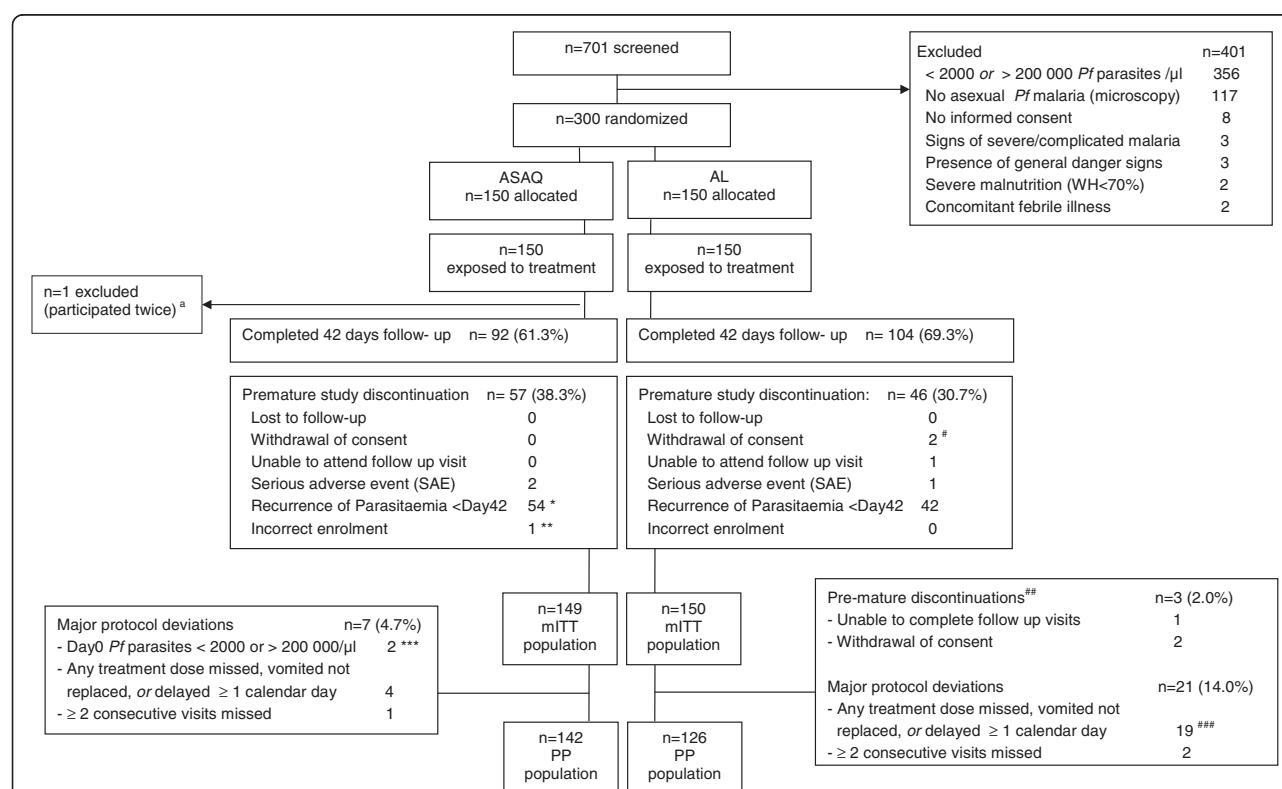 n=701 screened
Excluded n=401
< 2000 or > 200 000 Pf parasites /µl 356
No asexual Pf malaria (microscopy) 117
No informed consent 8
Signs of severe/complicated malaria 3
Presence of general danger signs 3
Severe malnutrition (WH<70%) 2
Concomitant febrile illness 2
n=300 randomized
ASAQ
n=150 allocated
AL
n=150 allocated
n=150
exposed to treatment
n=150
exposed to treatment
n=1 excluded
(participated twice) a
Completed 42 days follow- up n= 92 (61.3%)
Completed 42 days follow- up n= 104 (69.3%)
Premature study discontinuation n= 57 (38.3%)
Lost to follow-up 0
Withdrawal of consent 0
Unable to attend follow up visit 0
Serious adverse event (SAE) 2
Recurrence of Parasitaemia <Day42 54 *
Incorrect enrolment 1 **
Premature study discontinuation: n= 46 (30.7%)
Lost to follow-up 0
Withdrawal of consent 2 #
Unable to attend follow up visit 1
Serious adverse event (SAE) 1
Recurrence of Parasitaemia <Day42 42
Incorrect enrolment 0
n=149
mITT
population
n=150
mITT
population
Major protocol deviations n=7 (4.7%)
- Day0 Pf parasites < 2000 or > 200 000/µl 2 ***
- Any treatment dose missed, vomited not
replaced, or delayed ≥ 1 calendar day 4
- ≥ 2 consecutive visits missed 1
Pre-mature discontinuations## n=3 (2.0%)
- Unable to complete follow up visits 1
- Withdrawal of consent 2
Major protocol deviations n=21 (14.0%)
- Any treatment dose missed, vomited not
replaced, or delayed ≥ 1 calendar day 19 ###
- ≥ 2 consecutive visits missed 2
n=142
PP
population
n=126
PP
population